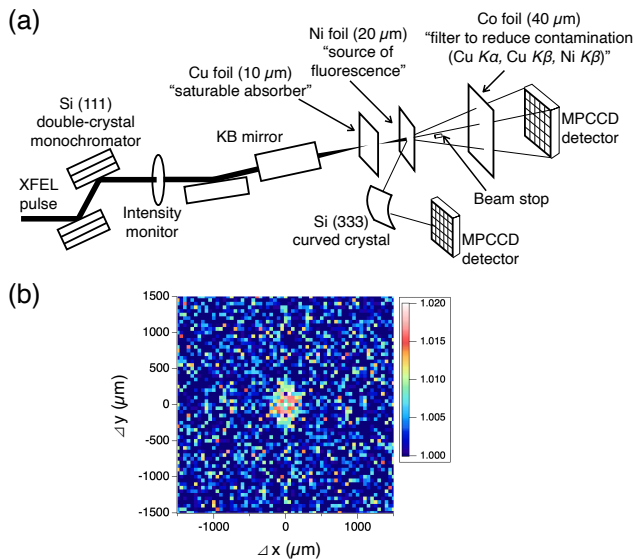 (a)
Ni foil (20 µm)
“source of
fluorescence”
Co foil (40 µm)
“filter to reduce contamination
(Cu Kα, Cu Kβ, Ni Kβ)”
Cu foil (10 µm)
“saturable absorber”
Si (111)
double-crystal
monochromator
KB mirror
MPCCD
detector
XFEL
pulse
Intensity
monitor
Beam stop
Si (333)
curved crystal
MPCCD
detector
(b)
1500
1000
500
0
-500
-1000
-1500
⊿y (µm)
-1000
0
1000
⊿x (µm)
1.020
1.015
1.010
1.005
1.000